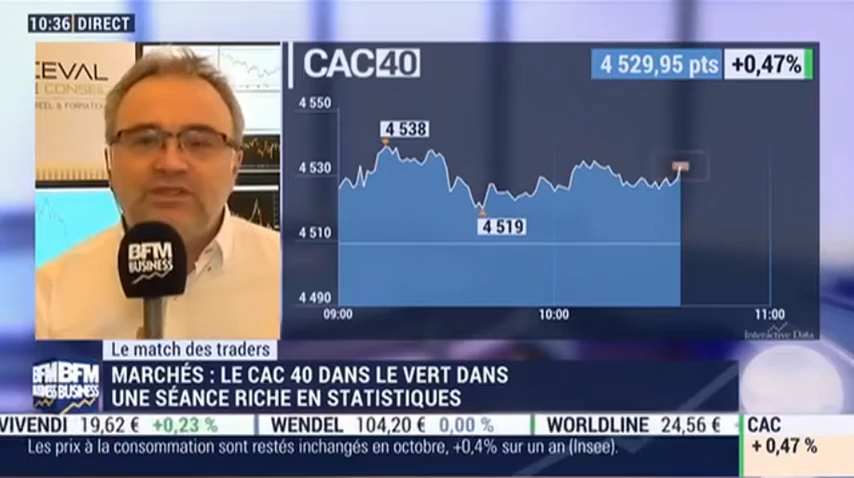 10:36 DIRECT
CEVAL
E CONSEIL
CAC40
4 529,95 pts +0,47%
4 550
4 538
4 530
4 519
4 510
4 490
09:00 10:00 11:00
Interactive Data
BFM
BUSINESS
Le match des traders
BFM BFM
BUSINESS BUSINESS
MARCHÉS : LE CAC 40 DANS LE VERT DANS
UNE SÉANCE RICHE EN STATISTIQUES
VIVENDI 19,62 € +0,23 % WENDEL 104,20 € 0,00 % WORLDLINE 24,56 €
CAC
+ 0,47 %
Les prix à la consommation sont restés inchangés en octobre, +0,4% sur un an (Insee).